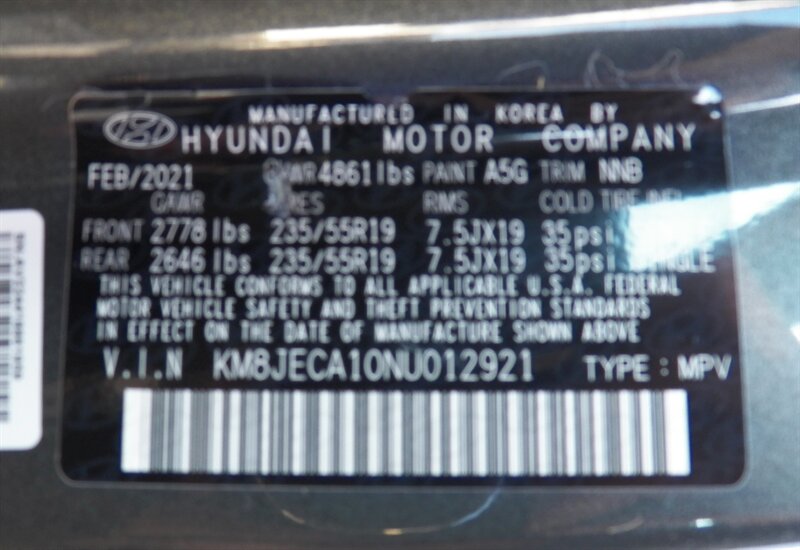 MANUFACTURED IN KOREA BY
HYUNDAI MOTOR COMPANY
FEB/2021 GVWR 4861 lbs PAINT A5G TRIM NNB
GAWR RMS COLD
FRONT 2778 lbs 235/55R19 7.5JX19 35psi
REAR 2646 lbs 235/55R19 7.5JX19 35psi
THIS VEHICLE CONFORMS TO ALL APPLICABLE U.S.A. FEDERAL
MOTOR VEHICLE SAFETY AND THEFT PREVENTION STANDARDS
IN EFFECT ON THE DATE OF MANUFACTURE SHOWN ABOVE
V.I.N KM8JECA10NU012921 TYPE : MPV